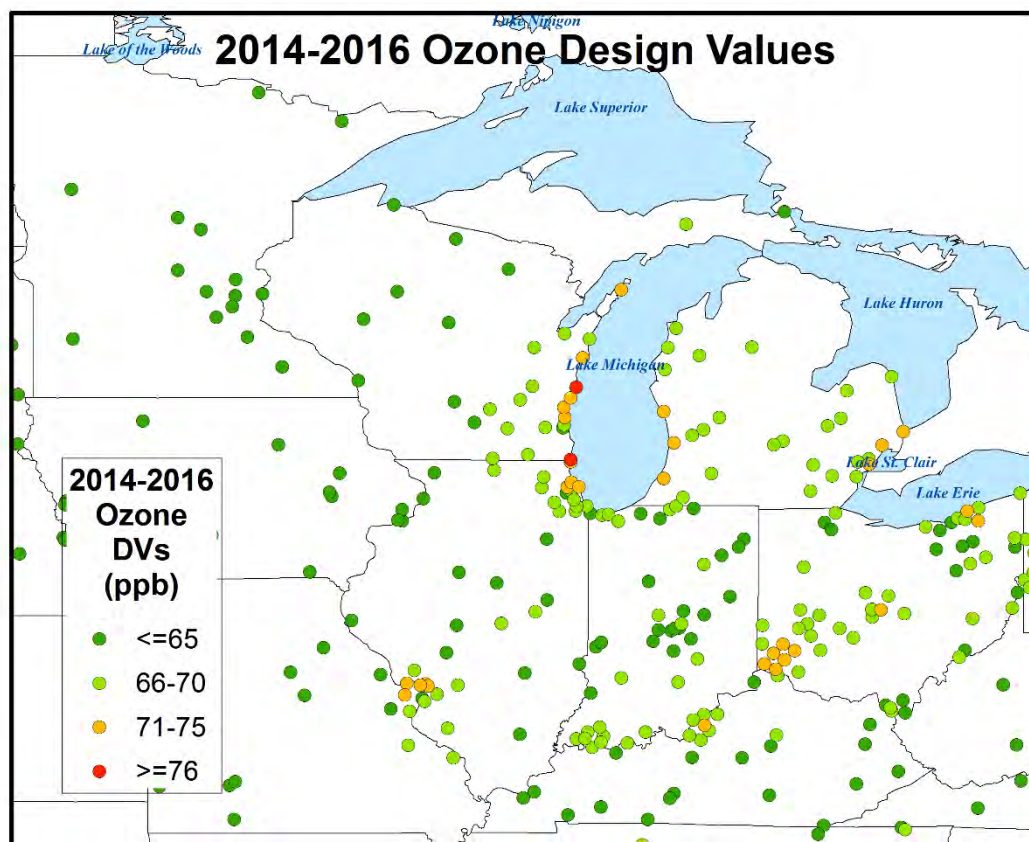 Lake Nipigon
Lake of the Woods
2014-2016 Ozone Design Values
Lake Superior
Lake Huron
Lake Michigan
Lake St. Clair
Lake Erie
2014-2016
Ozone
DVs
(ppb)
<=65
66-70
71-75
>=76